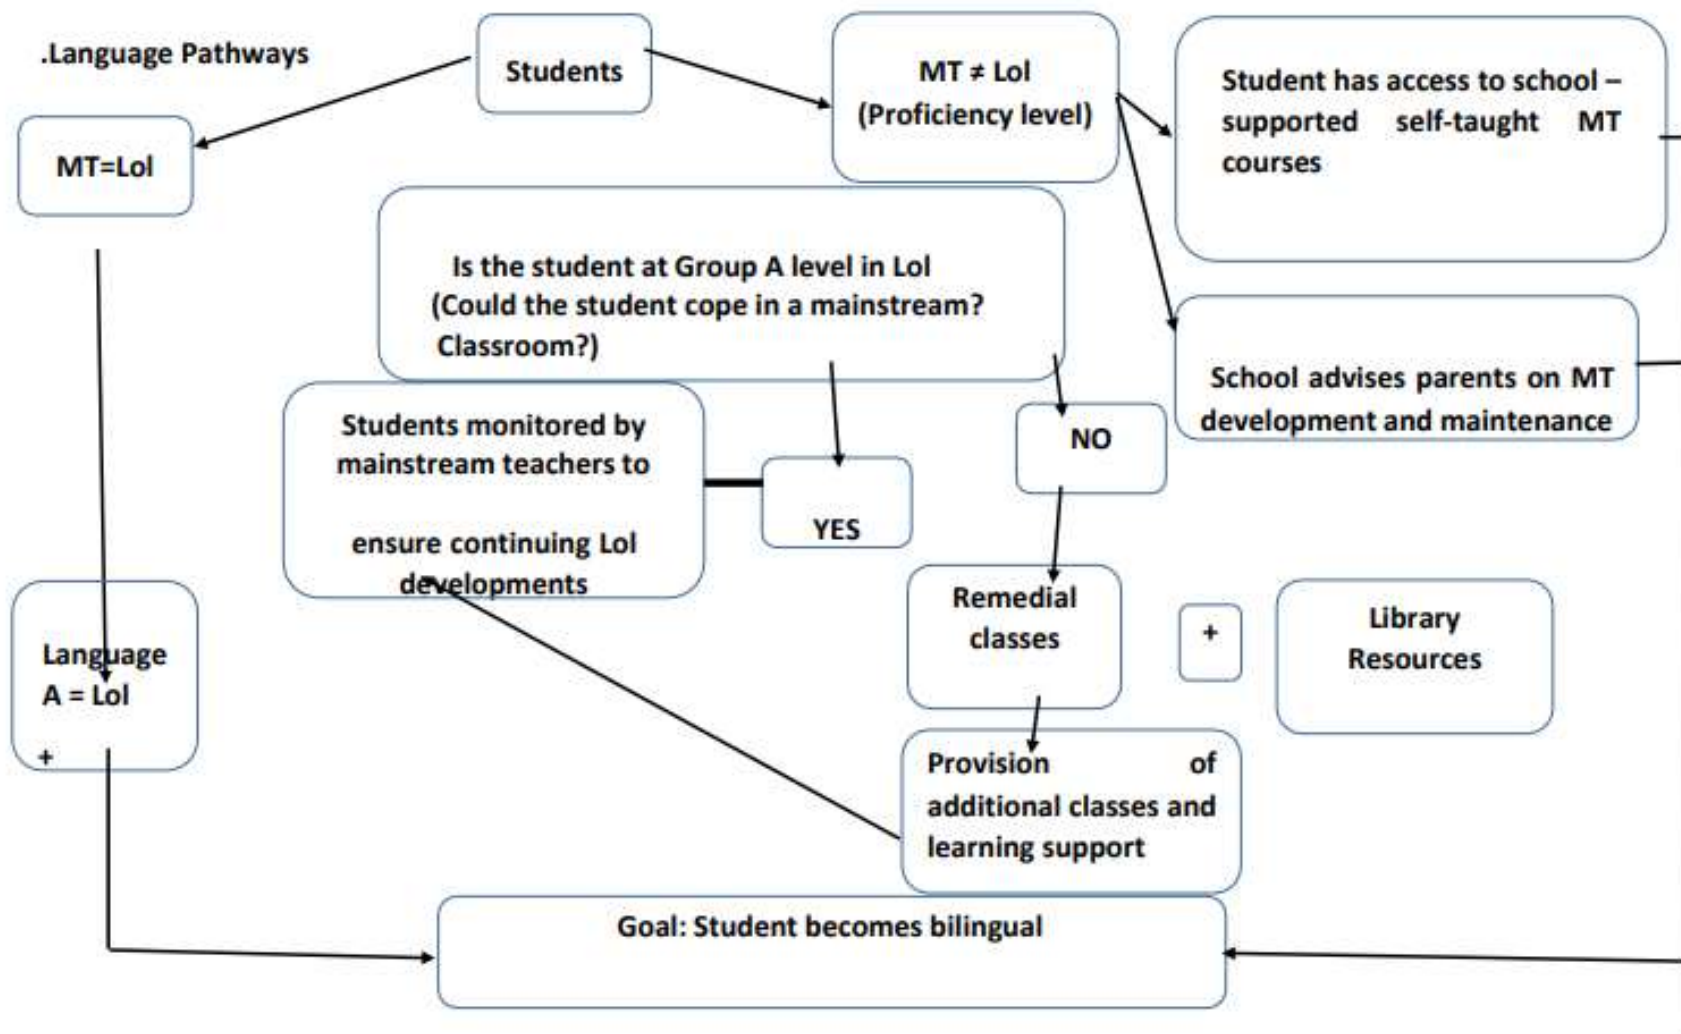 .Language Pathways
Students
MT ≠ LoI
(Proficiency level)
Student has access to school –
supported self-taught MT
courses
MT=LoI
Is the student at Group A level in LoI
(Could the student cope in a mainstream?
Classroom?)
School advises parents on MT
development and maintenance
Students monitored by
mainstream teachers to
ensure continuing LoI
developments
YES
NO
Remedial
classes
+
Library
Resources
Language
A = LoI
+
Provision of
additional classes and
learning support
Goal: Student becomes bilingual